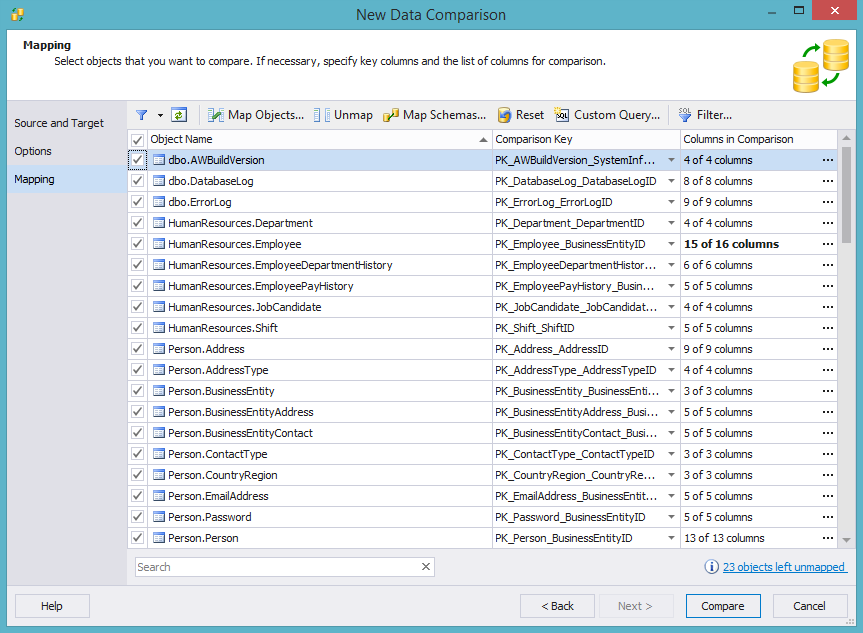 New Data Comparison
Mapping
Select objects that you want to compare. If necessary, specify key columns and the list of columns for comparison.
Source and Target
Options
Mapping
Map Objects... Unmap Map Schemas... Reset SQL Custom Query... SQL Filter...
Object Name Comparison Key Columns in Comparison
dbo.AWBuildVersion PK_AWBuildVersion_SystemInf... 4 of 4 columns ...
dbo.DatabaseLog PK_DatabaseLog_DatabaseLogID 8 of 8 columns ...
dbo.ErrorLog PK_ErrorLog_ErrorLogID 9 of 9 columns ...
HumanResources.Department PK_Department_DepartmentID 4 of 4 columns ...
HumanResources.Employee PK_Employee_BusinessEntityID 15 of 16 columns ...
HumanResources.EmployeeDepartmentHistory PK_EmployeeDepartmentHistor... 6 of 6 columns ...
HumanResources.EmployeePayHistory PK_EmployeePayHistory_Busin... 5 of 5 columns ...
HumanResources.JobCandidate PK_JobCandidate_JobCandidat... 4 of 4 columns ...
HumanResources.Shift PK_Shift_ShiftID 5 of 5 columns ...
Person.Address PK_Address_AddressID 9 of 9 columns ...
Person.AddressType PK_AddressType_AddressTypeID 4 of 4 columns ...
Person.BusinessEntity PK_BusinessEntity_BusinessEnti... 3 of 3 columns ...
Person.BusinessEntityAddress PK_BusinessEntityAddress_Busi... 5 of 5 columns ...
Person.BusinessEntityContact PK_BusinessEntityContact_Busi... 5 of 5 columns ...
Person.ContactType PK_ContactType_ContactTypeID 3 of 3 columns ...
Person.CountryRegion PK_CountryRegion_CountryRe... 3 of 3 columns ...
Person.EmailAddress PK_EmailAddress_BusinessEntit... 5 of 5 columns ...
Person.Password PK_Password_BusinessEntityID 5 of 5 columns ...
Person.Person PK_Person_BusinessEntityID 13 of 13 columns ...
Search 23 objects left unmapped
Help < Back Next > Compare Cancel